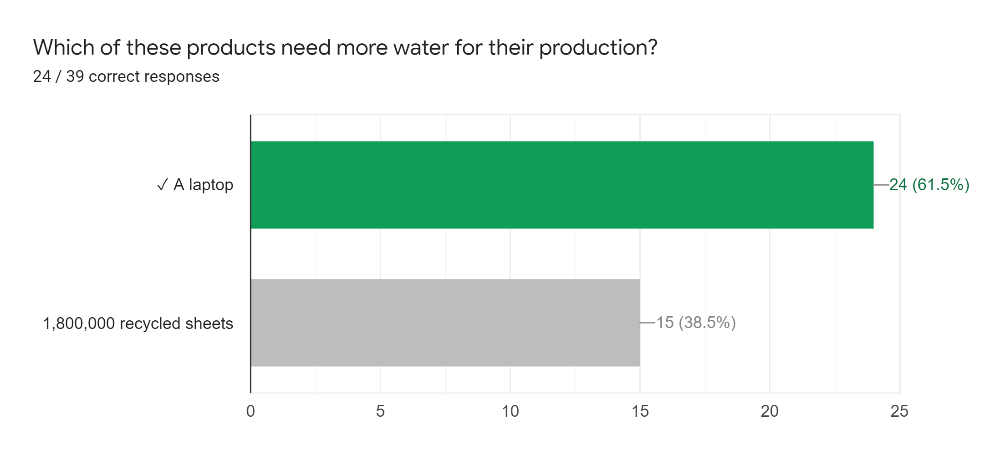 Which of these products need more water for their production?
24 / 39 correct responses
✓ A laptop
24 (61.5%)
1,800,000 recycled sheets
15 (38.5%)
0 5 10 15 20 25